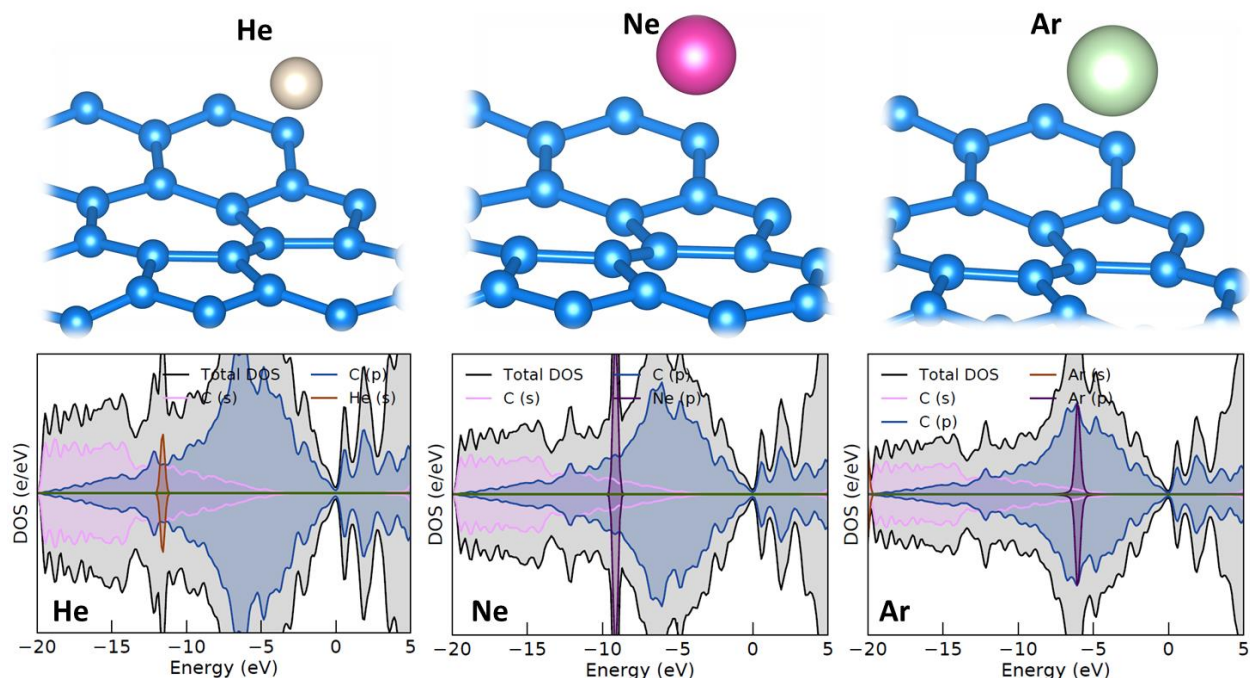 He
Ne
Ar
DOS (e/eV)
Total DOS
C (s)
C (p)
He (s)
He
−20
−15
−10
−5
0
5
Energy (eV)
DOS (e/eV)
Total DOS
C (s)
C (p)
Ne (p)
Ne
−20
−15
−10
−5
0
5
Energy (eV)
DOS (e/eV)
Total DOS
C (s)
C (p)
Ar (s)
Ar (p)
Ar
−20
−15
−10
−5
0
5
Energy (eV)